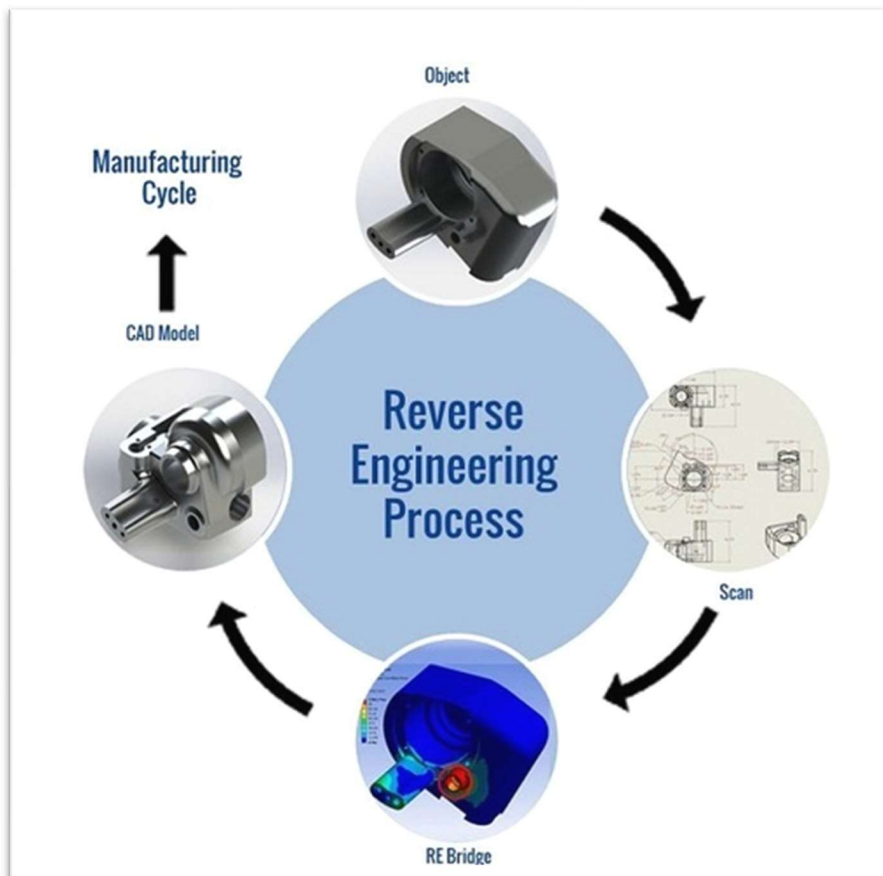 Object
Manufacturing
Cycle
CAD Model
Reverse
Engineering
Process
Scan
RE Bridge